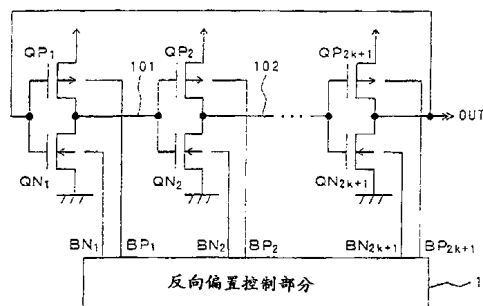 QP₁ QP₂ QP₂ₖ₊₁
101 102
OUT
QN₁ QN₂ QN₂ₖ₊₁
BN₁ BP₁ BN₂ BP₂ BN₂ₖ₊₁ BP₂ₖ₊₁
反向偏置控制部分
1